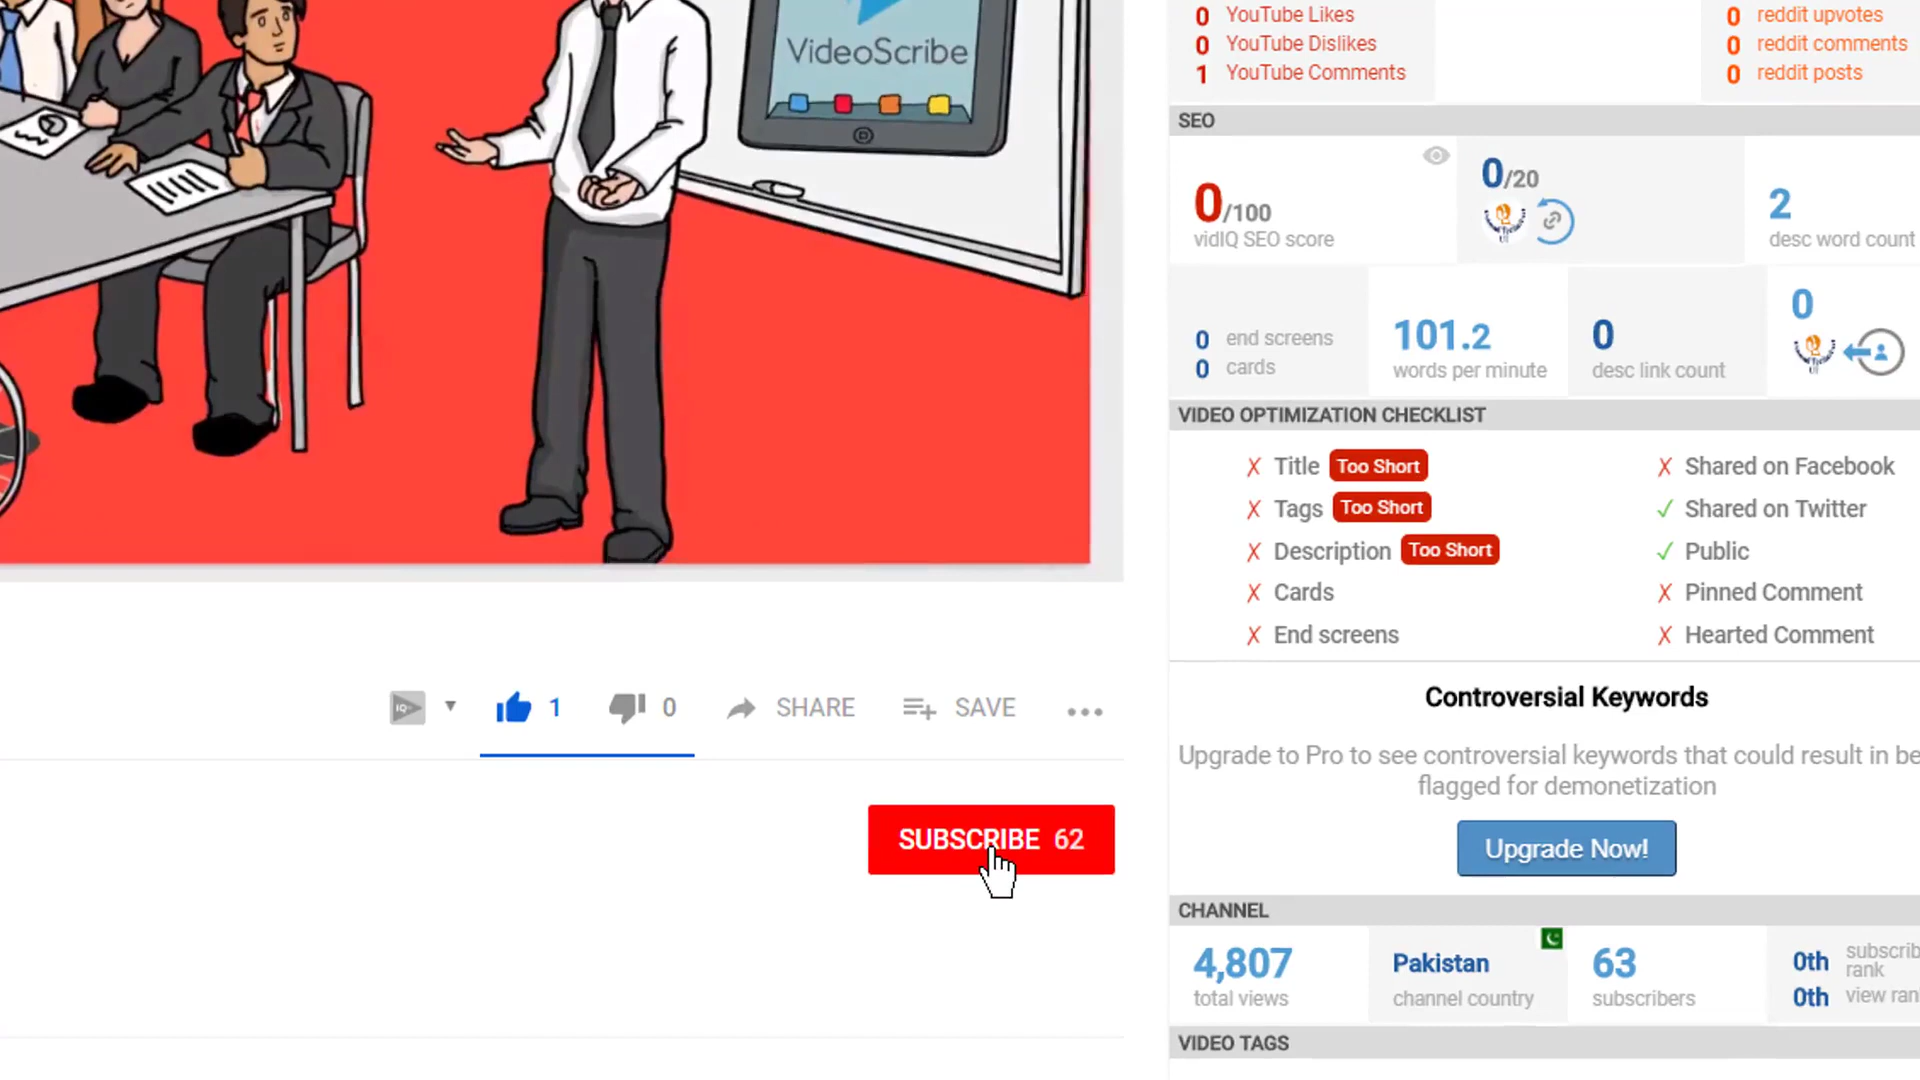 VideoScribe
1 0 SHARE SAVE
SUBSCRIBE 62
0 YouTube Likes
0 YouTube Dislikes
1 YouTube Comments
0 reddit upvotes
0 reddit comments
0 reddit posts
SEO
0/100
vidIQ SEO score
0/20
2
desc word count
0 end screens
0 cards
101.2
words per minute
0
desc link count
0
VIDEO OPTIMIZATION CHECKLIST
Title Too Short
Tags Too Short
Description Too Short
Cards
End screens
Shared on Facebook
Shared on Twitter
Public
Pinned Comment
Hearted Comment
Controversial Keywords
Upgrade to Pro to see controversial keywords that could result in be
flagged for demonetization
Upgrade Now!
CHANNEL
4,807
total views
Pakistan
channel country
63
subscribers
0th subscrib
rank
0th view ran
VIDEO TAGS